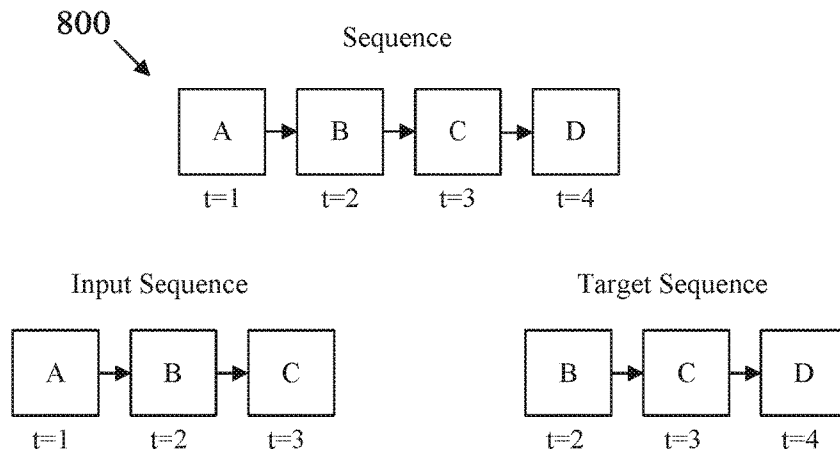 800
Sequence
A B C D
t=1 t=2 t=3 t=4
Input Sequence
A B C
t=1 t=2 t=3
Target Sequence
B C D
t=2 t=3 t=4